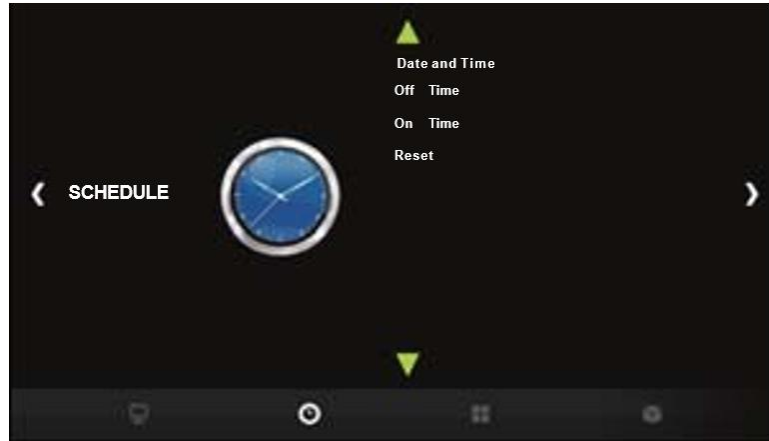 Date and Time
Off Time
On Time
Reset
SCHEDULE